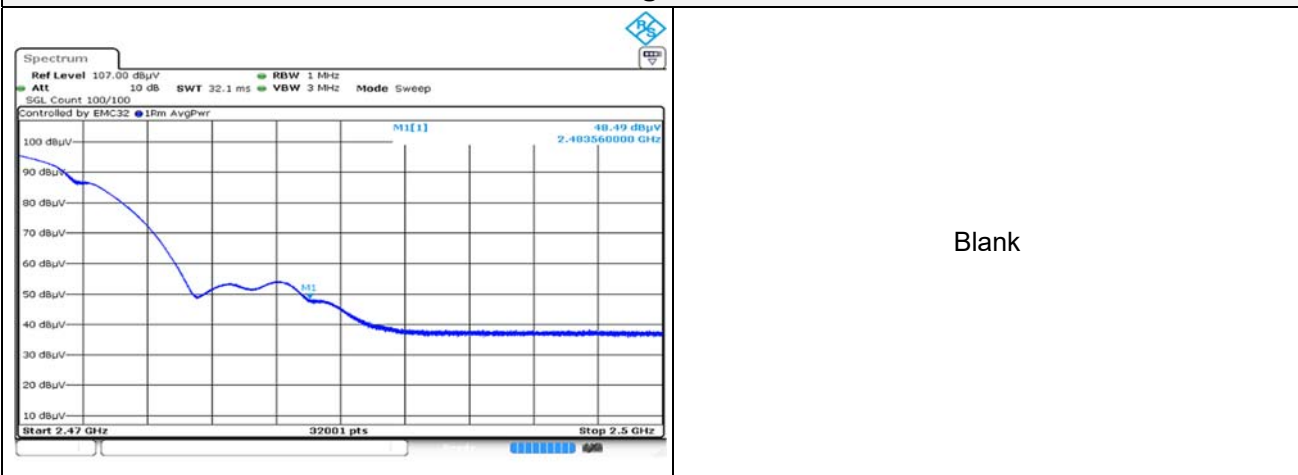 Spectrum
Ref Level 107.00 dBµV RBW 1 MHz
Att 10 dB SWT 32.1 ms VBW 3 MHz Mode Sweep
SGL Count 100/100
Controlled by EMC32 1Rm AvgPwr
M1[1] 48.49 dBµV
2.483560000 GHz
100 dBµV
90 dBµV
80 dBµV
70 dBµV
60 dBµV
M1
50 dBµV
40 dBµV
30 dBµV
20 dBµV
10 dBµV
Start 2.47 GHz 32001 pts Stop 2.5 GHz
Blank